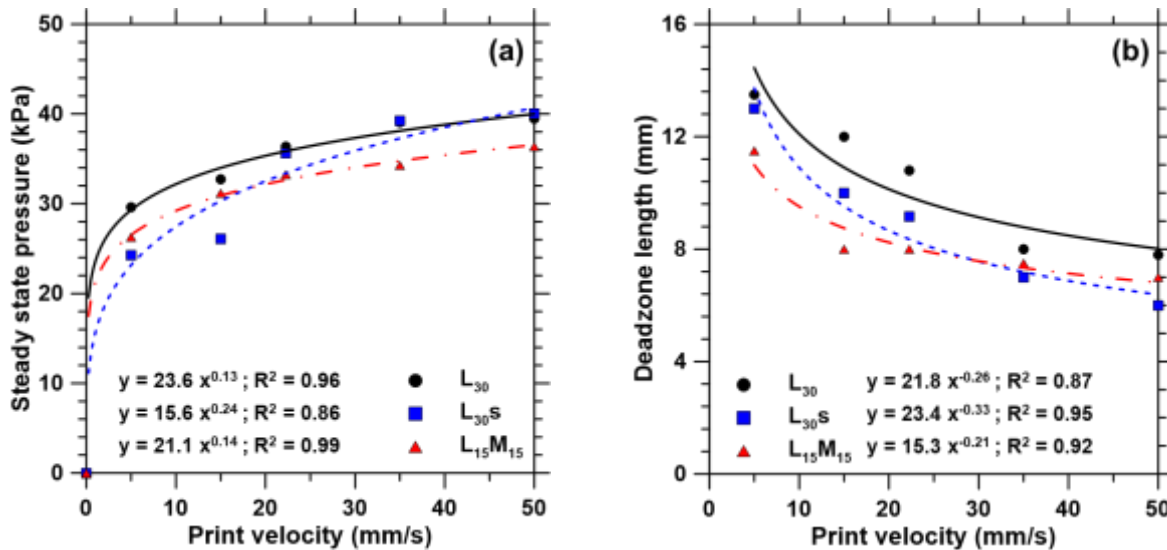 (a)
Steady state pressure (kPa)
50
40
30
20
10
0
y = 23.6 x^0.13 ; R² = 0.96
y = 15.6 x^0.24 ; R² = 0.86
y = 21.1 x^0.14 ; R² = 0.99
L₃₀
L₃₀s
L₁₅M₁₅
0 10 20 30 40 50
Print velocity (mm/s)
(b)
Deadzone length (mm)
16
12
8
4
0
L₃₀ y = 21.8 x^-0.26 ; R² = 0.87
L₃₀s y = 23.4 x^-0.33 ; R² = 0.95
L₁₅M₁₅ y = 15.3 x^-0.21 ; R² = 0.92
0 10 20 30 40 50
Print velocity (mm/s)